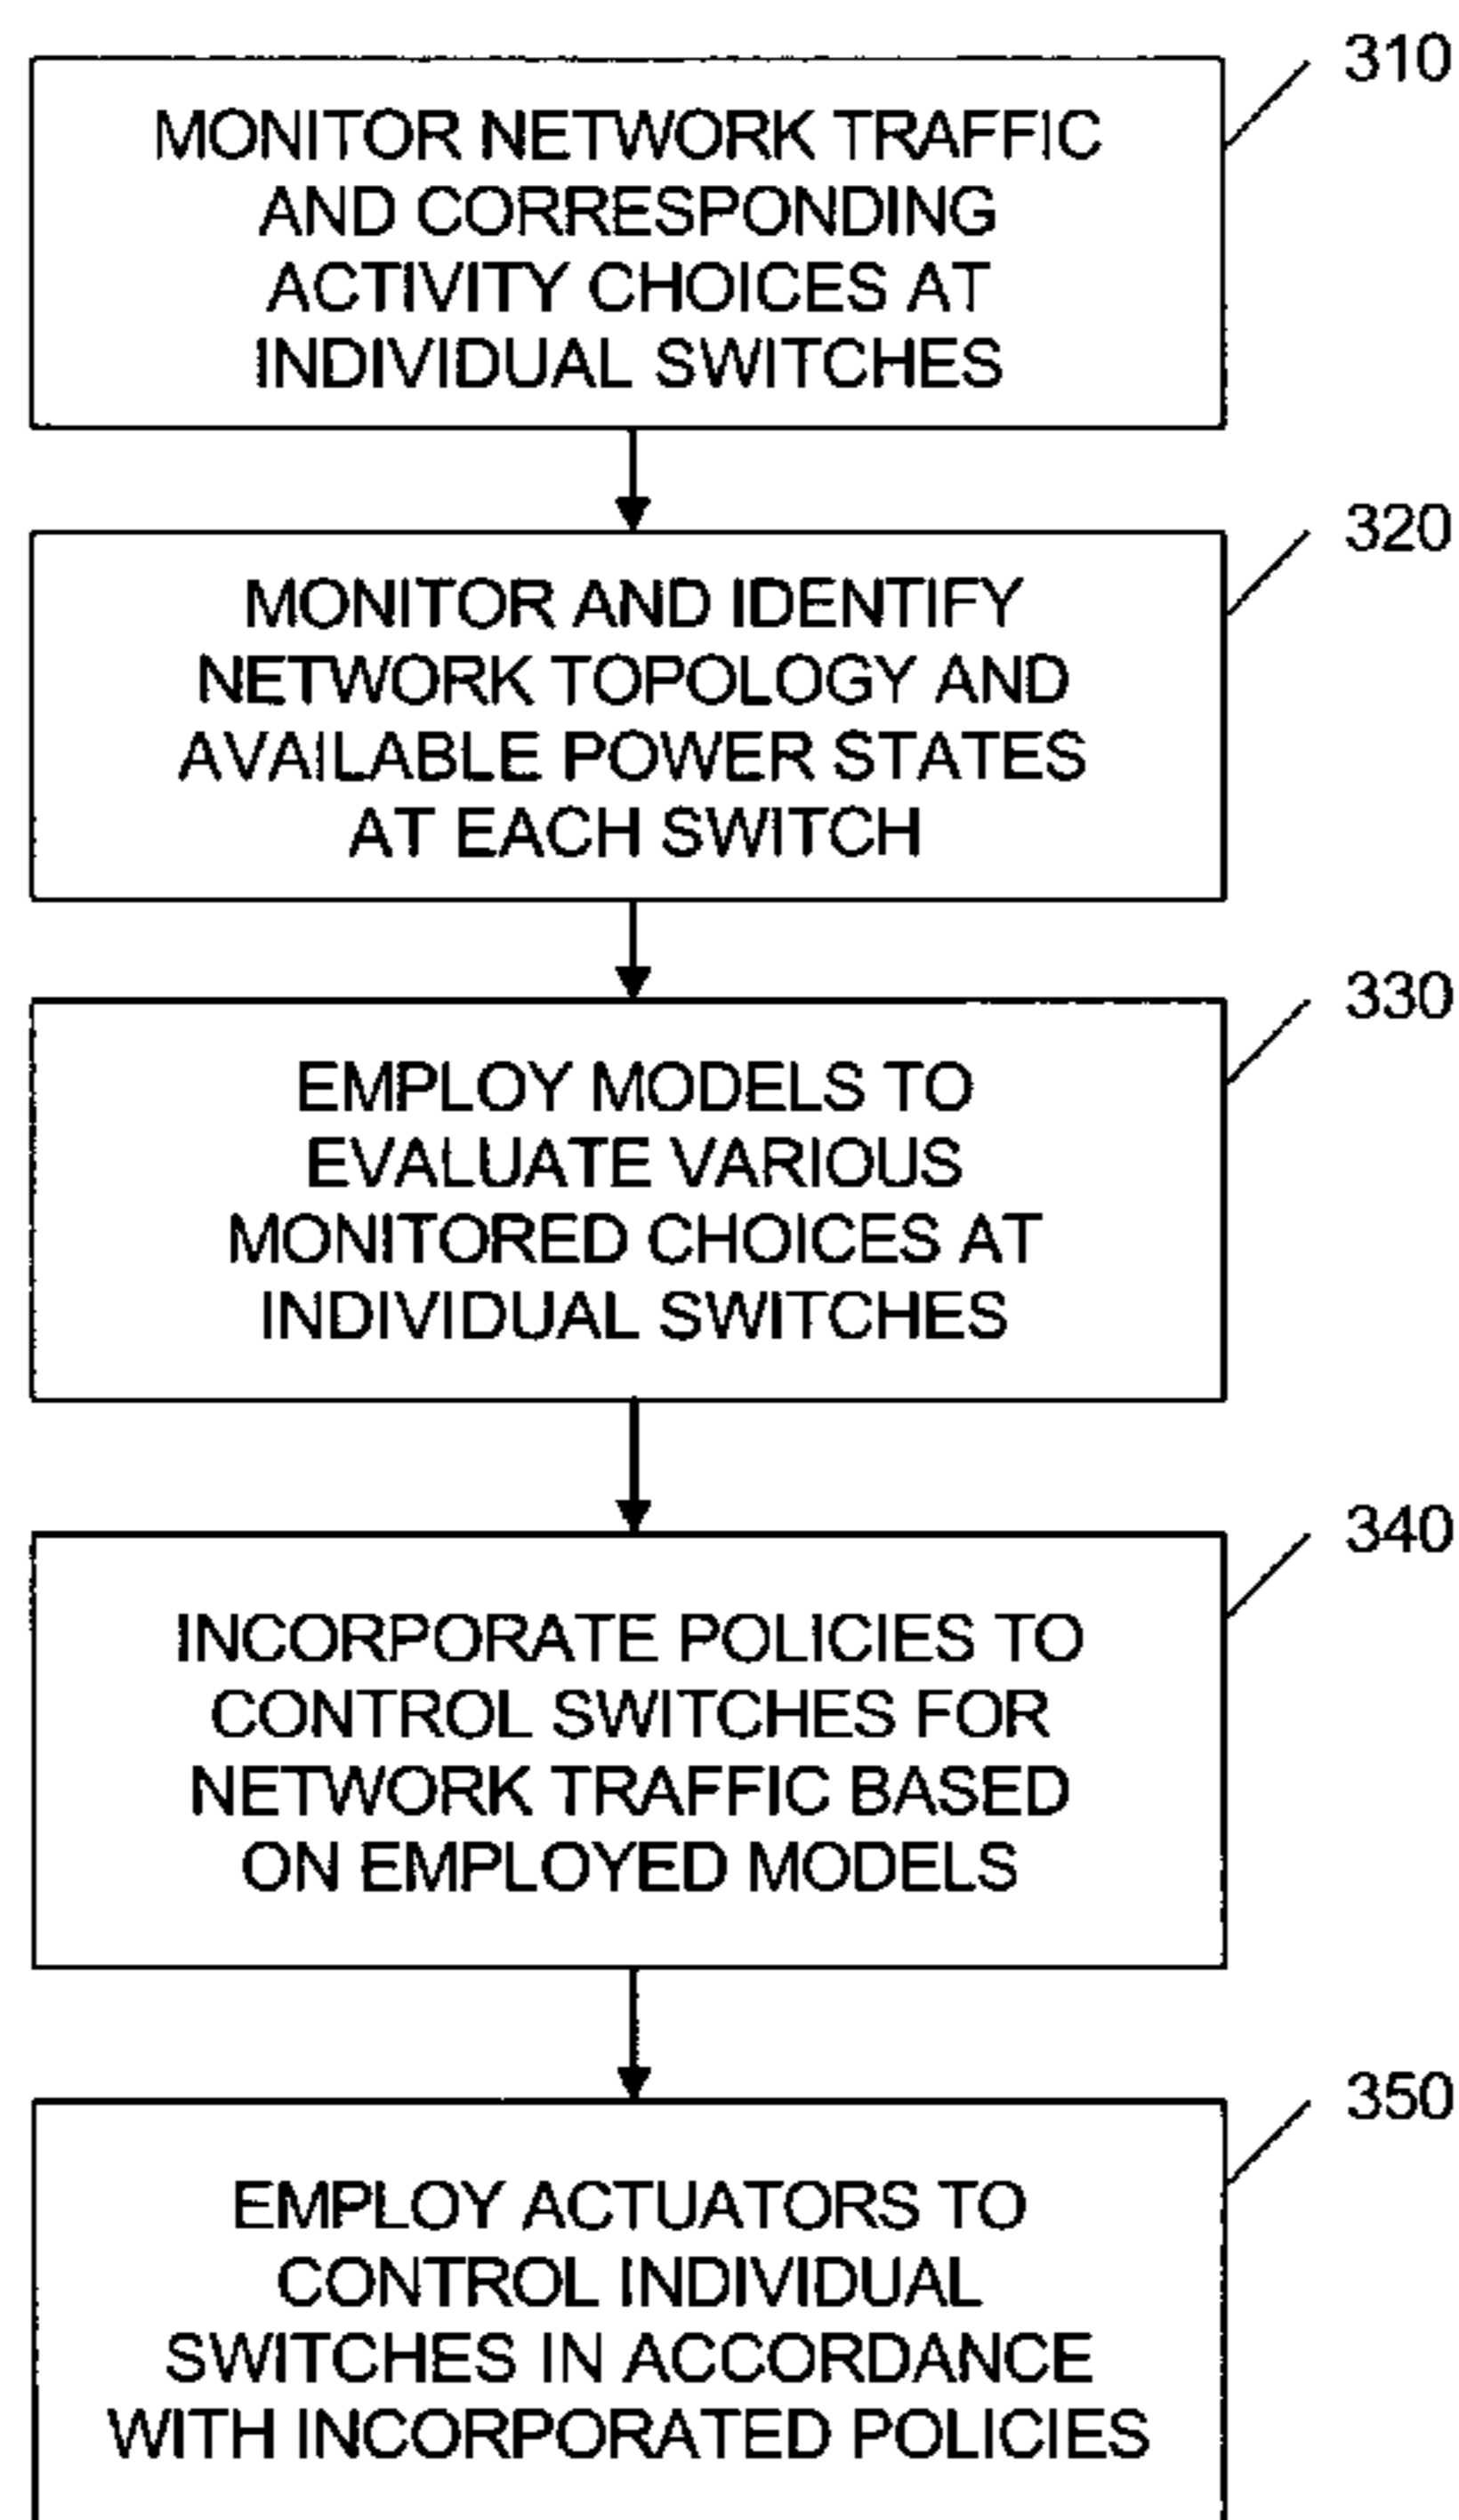 310
MONITOR NETWORK TRAFFIC
AND CORRESPONDING
ACTIVITY CHOICES AT
INDIVIDUAL SWITCHES
320
MONITOR AND IDENTIFY
NETWORK TOPOLOGY AND
AVAILABLE POWER STATES
AT EACH SWITCH
330
EMPLOY MODELS TO
EVALUATE VARIOUS
MONITORED CHOICES AT
INDIVIDUAL SWITCHES
340
INCORPORATE POLICIES TO
CONTROL SWITCHES FOR
NETWORK TRAFFIC BASED
ON EMPLOYED MODELS
350
EMPLOY ACTUATORS TO
CONTROL INDIVIDUAL
SWITCHES IN ACCORDANCE
WITH INCORPORATED POLICIES